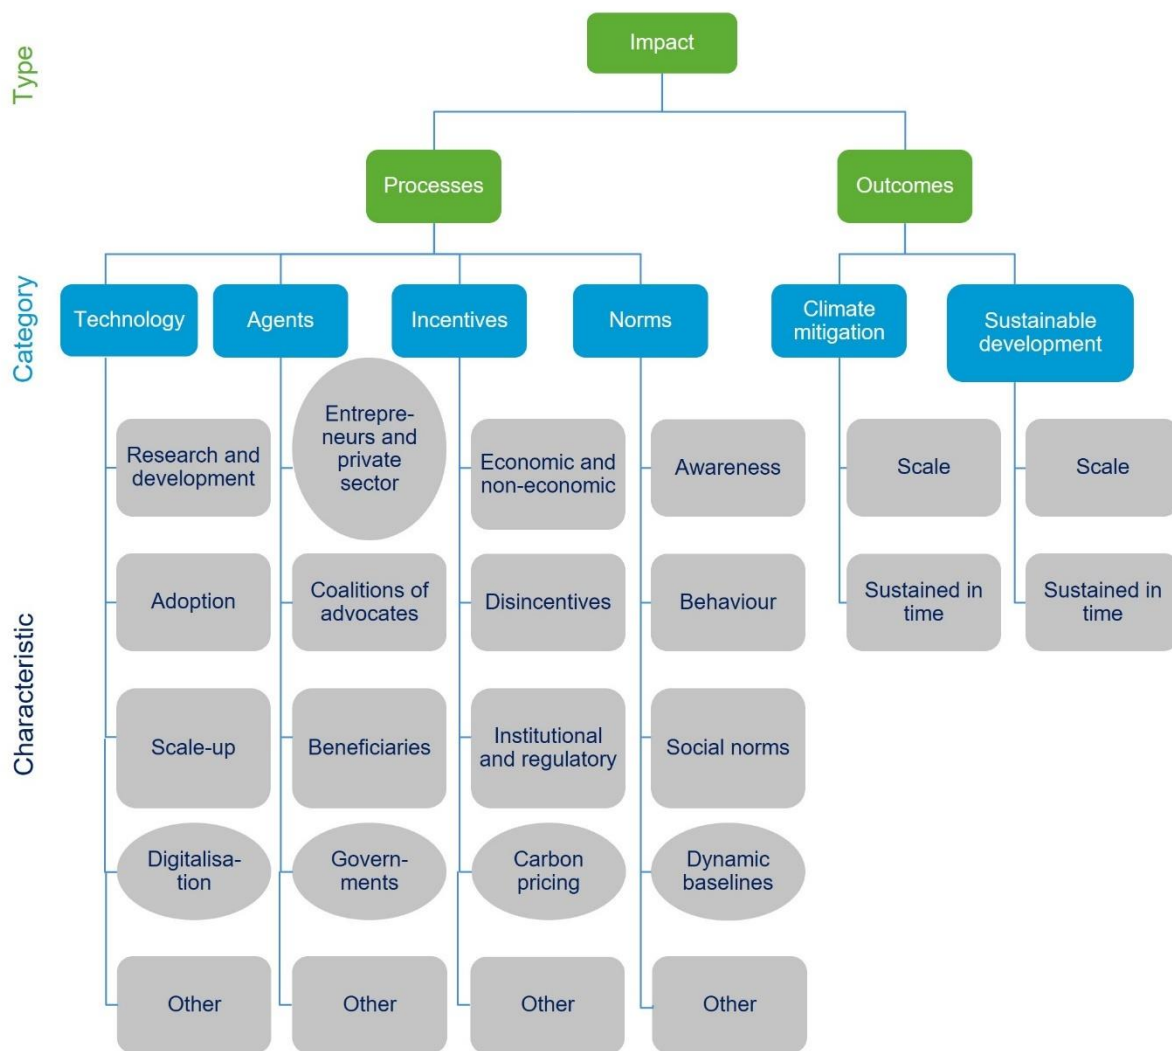 Type
Impact
Processes
Outcomes
Category
Technology
Agents
Incentives
Norms
Climate
mitigation
Sustainable
development
Characteristic
Research and
development
Entrepre-
neurs and
private
sector
Economic and
non-economic
Awareness
Scale
Scale
Adoption
Coalitions of
advocates
Disincentives
Behaviour
Sustained in
time
Sustained in
time
Scale-up
Beneficiaries
Institutional
and regulatory
Social norms
Digitalisa-
tion
Govern-
ments
Carbon
pricing
Dynamic
baselines
Other
Other
Other
Other